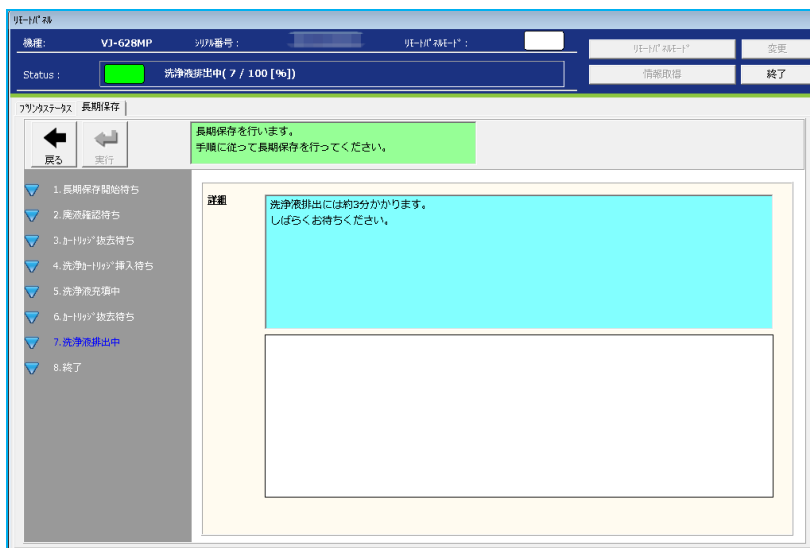 ﾘﾓｰﾄﾊﾟﾈﾙ
機種: VJ-628MP ｼﾘｱﾙ番号： ﾘﾓｰﾄﾊﾟﾈﾙﾓｰﾄﾞ：
ﾘﾓｰﾄﾊﾟﾈﾙﾓｰﾄﾞ 変更
Status： 洗浄液排出中( 7 / 100 [%])
情報取得 終了
ﾌﾟﾘﾝﾀｽﾃｰﾀｽ 長期保存
戻る 実行
長期保存を行います。
手順に従って長期保存を行ってください。
1.長期保存開始待ち
2.廃液確認待ち
3.ｶｰﾄﾘｯｼﾞ抜去待ち
4.洗浄ｶｰﾄﾘｯｼﾞ挿入待ち
5.洗浄液充填中
6.ｶｰﾄﾘｯｼﾞ抜去待ち
7.洗浄液排出中
8.終了
詳細
洗浄液排出には約3分かかります。
しばらくお待ちください。